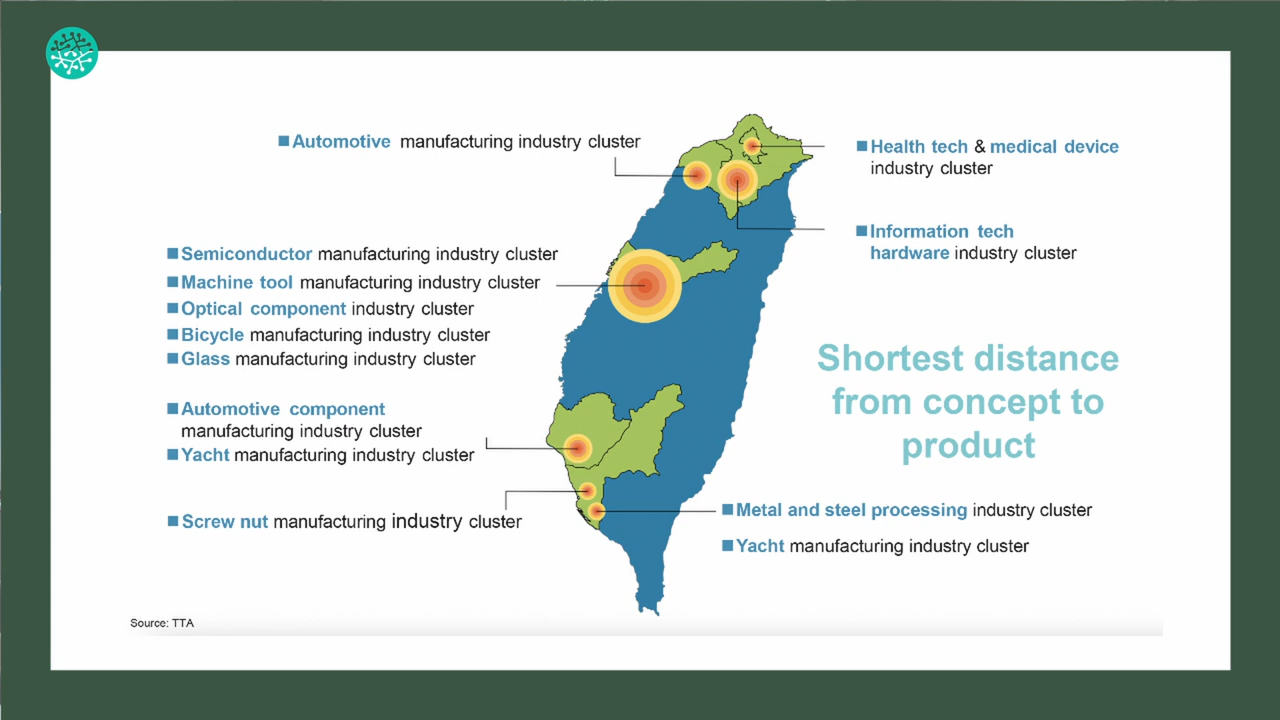 ■ Automotive manufacturing industry cluster
■ Health tech & medical device
industry cluster
■ Information tech
hardware industry cluster
■ Semiconductor manufacturing industry cluster
■ Machine tool manufacturing industry cluster
■ Optical component industry cluster
■ Bicycle manufacturing industry cluster
■ Glass manufacturing industry cluster
Shortest distance
from concept to
product
■ Automotive component
manufacturing industry cluster
■ Yacht manufacturing industry cluster
■ Screw nut manufacturing industry cluster
■ Metal and steel processing industry cluster
■ Yacht manufacturing industry cluster
Source: TTA